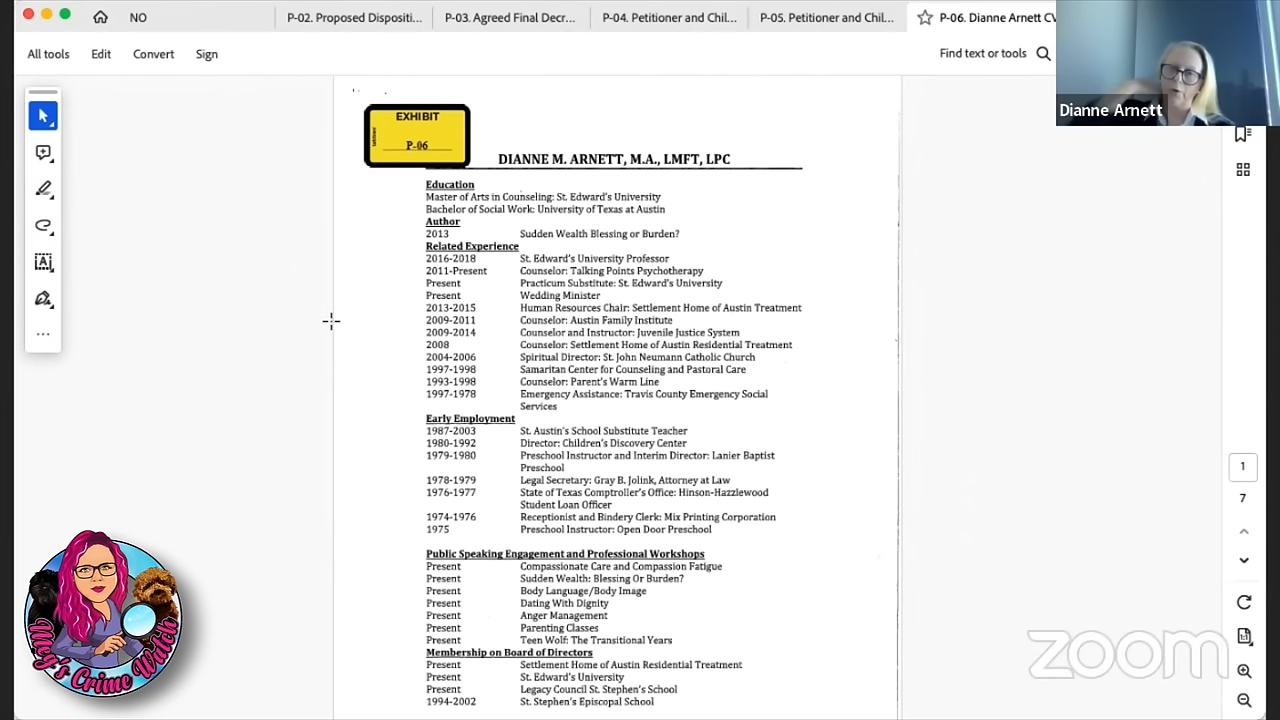 NO
P-02. Proposed Dispositi...
P-03. Agreed Final Decr...
P-04. Petitioner and Chil...
P-05. Petitioner and Chil...
P-06. Dianne Arnett CV
All tools
Edit
Convert
Sign
Find text or tools
Dianne Arnett
EXHIBIT
P-06
DIANNE M. ARNETT, M.A., LMFT, LPC
Education
Master of Arts in Counseling: St. Edward's University
Bachelor of Social Work: University of Texas at Austin
Author
2013 Sudden Wealth Blessing or Burden?
Related Experience
2016-2018 St. Edward's University Professor
2011-Present Counselor: Talking Points Psychotherapy
Present Practicum Substitute: St. Edward's University
Present Wedding Minister
2013-2015 Human Resources Chair: Settlement Home of Austin Treatment
2009-2011 Counselor: Austin Family Institute
2009-2014 Counselor and Instructor: Juvenile Justice System
2008 Counselor: Settlement Home of Austin Residential Treatment
2004-2006 Spiritual Director: St. John Neumann Catholic Church
1997-1998 Samaritan Center for Counseling and Pastoral Care
1993-1998 Counselor: Parent's Warm Line
1997-1978 Emergency Assistance: Travis County Emergency Social
Services
Early Employment
1987-2003 St. Austin's School Substitute Teacher
1980-1992 Director: Children's Discovery Center
1979-1980 Preschool Instructor and Interim Director: Lanier Baptist
Preschool
1978-1979 Legal Secretary: Gray B. Jolink, Attorney at Law
1976-1977 State of Texas Comptroller's Office: Hinson-Hazzlewood
Student Loan Officer
1974-1976 Receptionist and Bindery Clerk: Mix Printing Corporation
1975 Preschool Instructor: Open Door Preschool
Public Speaking Engagement and Professional Workshops
Present Compassionate Care and Compassion Fatigue
Present Sudden Wealth: Blessing Or Burden?
Present Body Language/Body Image
Present Dating With Dignity
Present Anger Management
Present Parenting Classes
Present Teen Wolf: The Transitional Years
Membership on Board of Directors
Present Settlement Home of Austin Residential Treatment
Present St. Edward's University
Present Legacy Council St. Stephen's School
1994-2002 St. Stephen's Episcopal School
1
7
Meg's Crime Watch
zoom